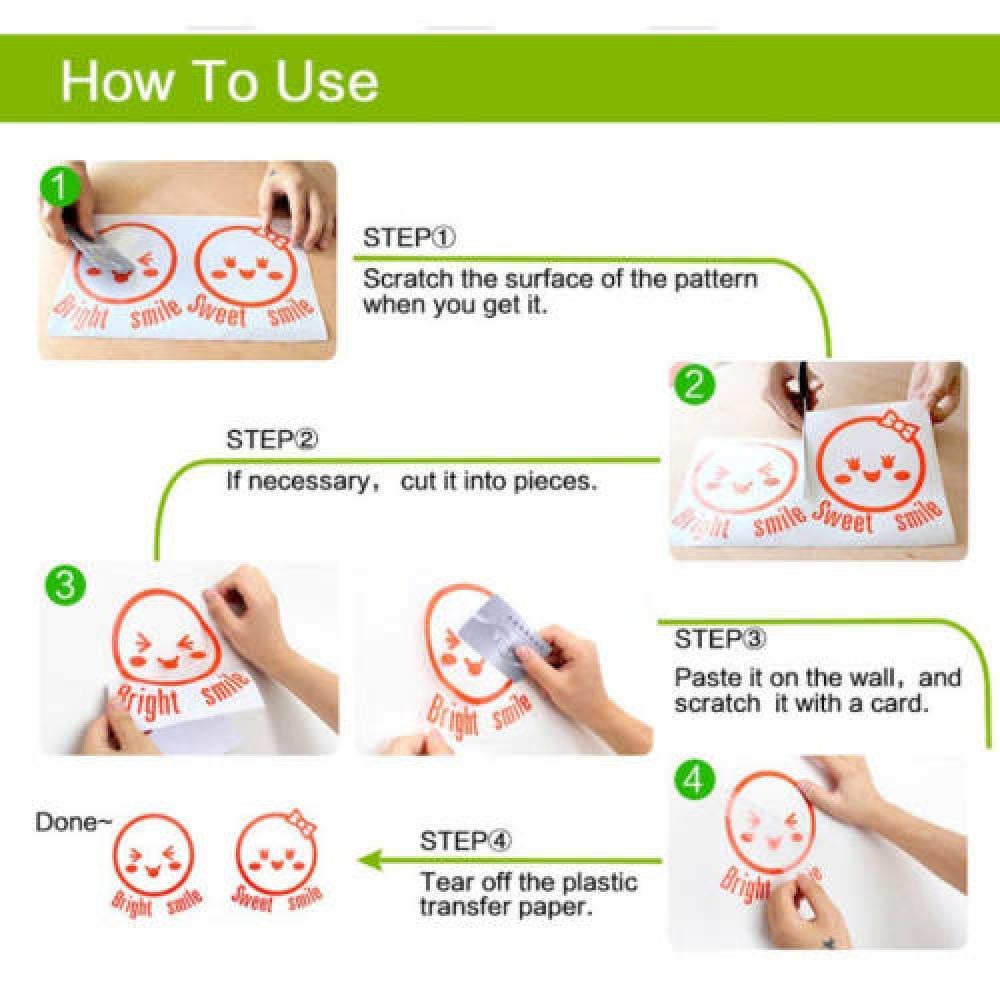 How To Use
1
STEP①
Scratch the surface of the pattern
when you get it.
Bright smile Sweet smile
2
STEP②
If necessary， cut it into pieces.
Bright smile Sweet smile
3
Bright smile
Bright smile
STEP③
Paste it on the wall，and
scratch it with a card.
4
Bright
Done~
Bright smile
Sweet smile
STEP④
Tear off the plastic
transfer paper.